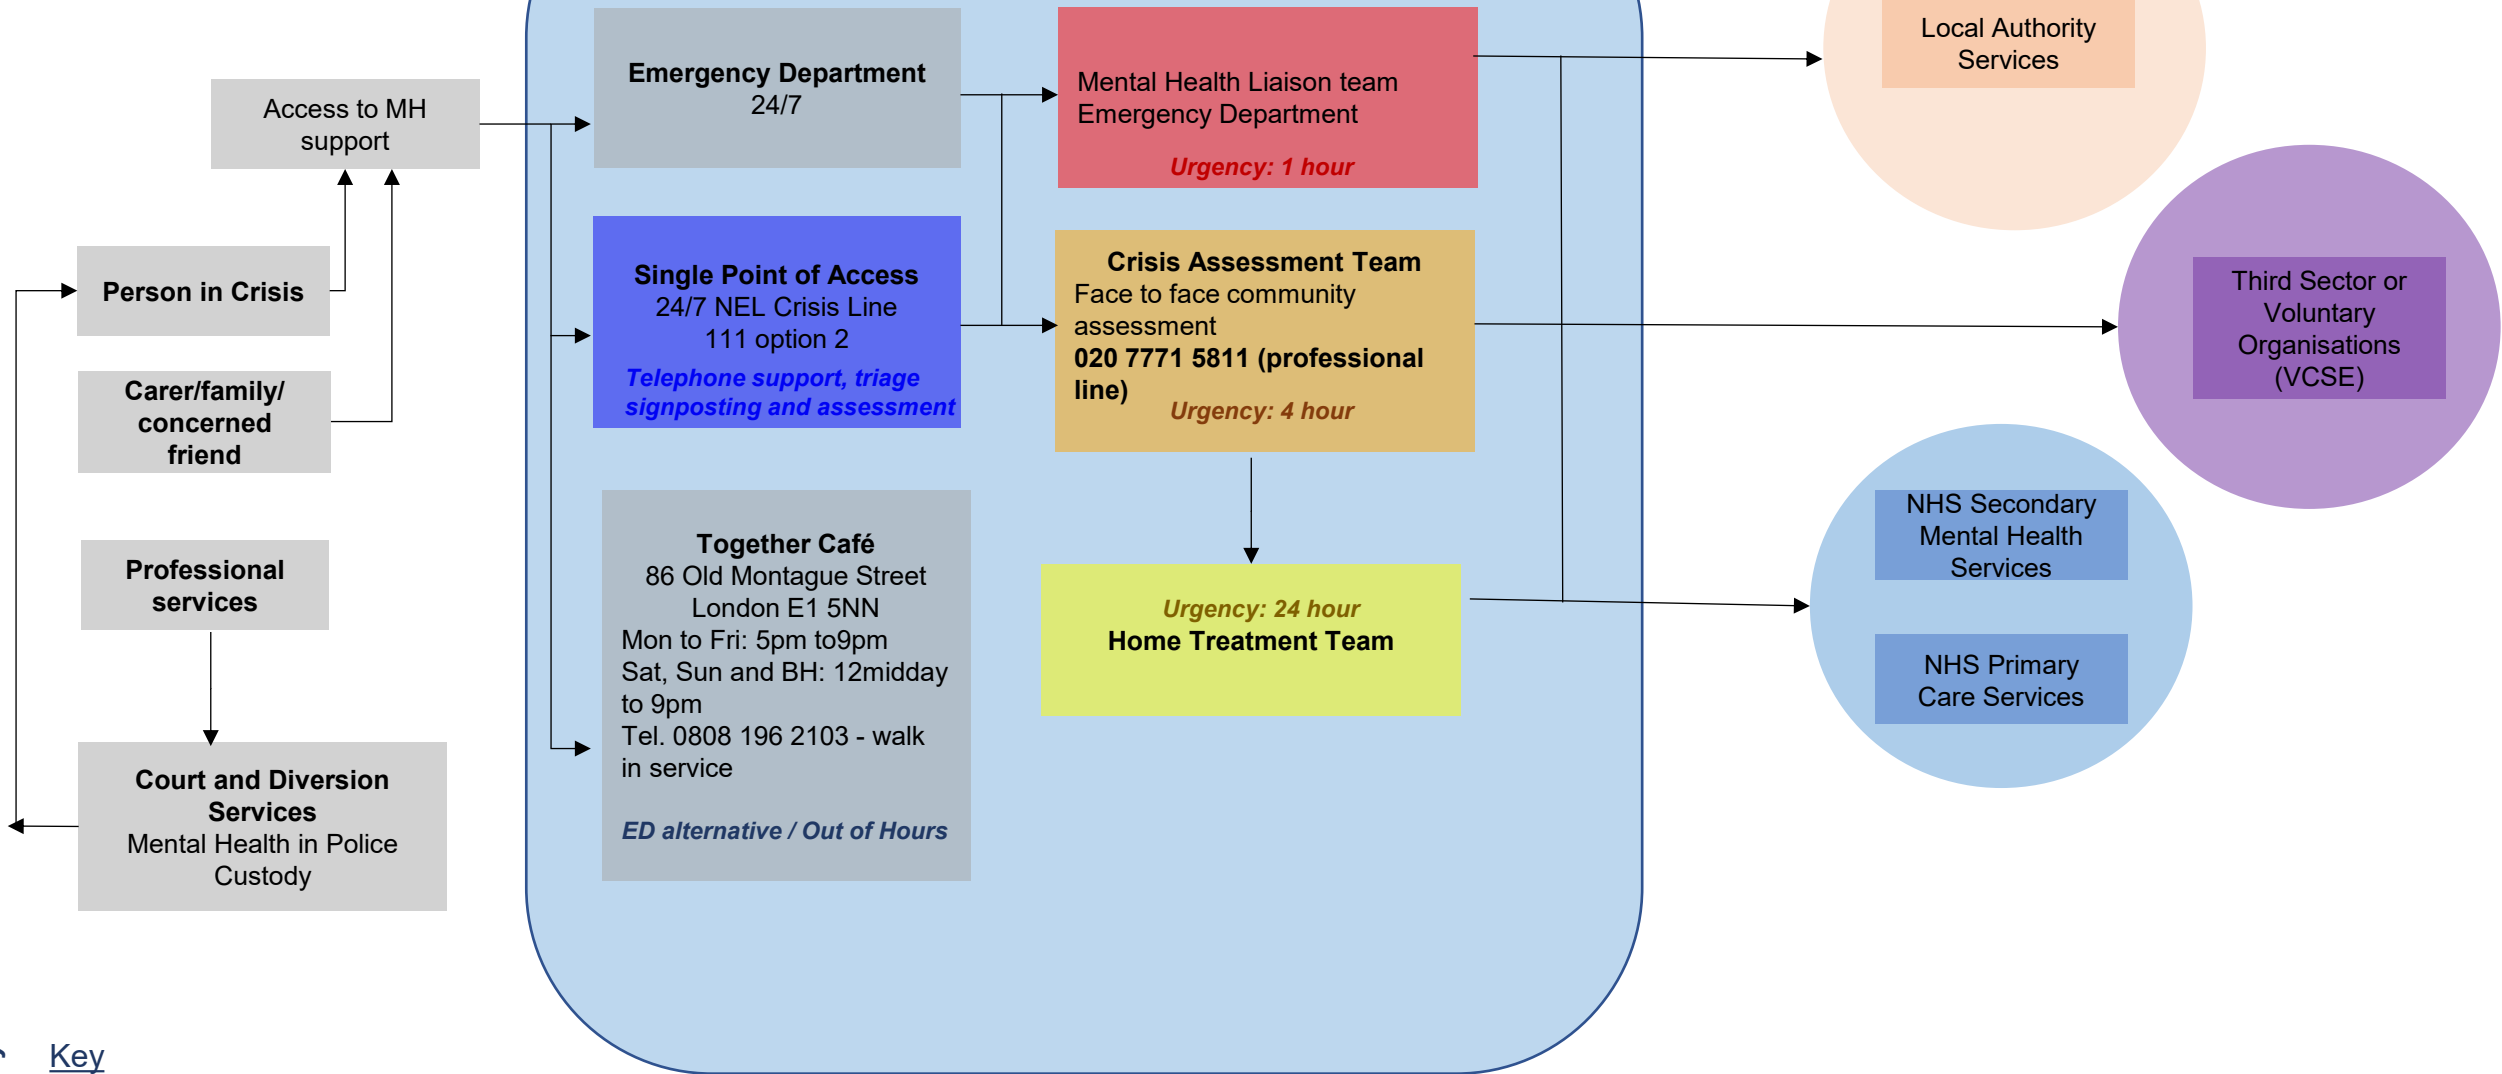 Access to MH
support
Person in Crisis
Carer/family/
concerned
friend
Professional
services
Court and Diversion
Services
Mental Health in Police
Custody
Emergency Department
24/7
Single Point of Access
24/7 NEL Crisis Line
111 option 2
Telephone support, triage
signposting and assessment
Together Café
86 Old Montague Street
London E1 5NN
Mon to Fri: 5pm to9pm
Sat, Sun and BH: 12midday
to 9pm
Tel. 0808 196 2103 - walk
in service
ED alternative / Out of Hours
Mental Health Liaison team
Emergency Department
Urgency: 1 hour
Crisis Assessment Team
Face to face community
assessment
020 7771 5811 (professional
line)
Urgency: 4 hour
Urgency: 24 hour
Home Treatment Team
Local Authority
Services
Third Sector or
Voluntary
Organisations
(VCSE)
NHS Secondary
Mental Health
Services
NHS Primary
Care Services
Key